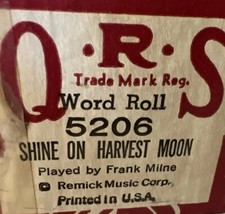 Q·R·S
Trade Mark Reg.
Word Roll
5206
SHINE ON HARVEST MOON
Played by Frank Milne
© Remick Music Corp.
Printed in U.S.A.